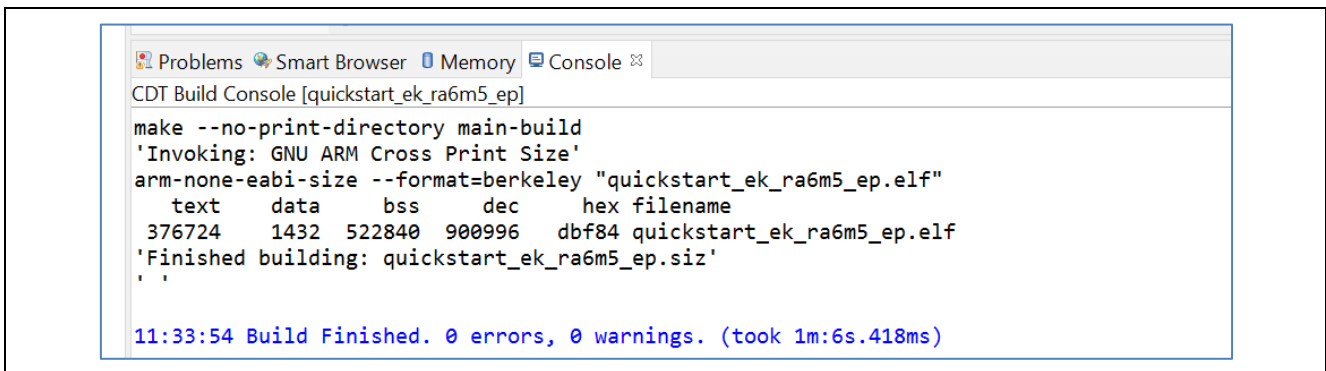 Problems Smart Browser Memory Console
CDT Build Console [quickstart_ek_ra6m5_ep]
make --no-print-directory main-build
'Invoking: GNU ARM Cross Print Size'
arm-none-eabi-size --format=berkeley "quickstart_ek_ra6m5_ep.elf"
   text    data     bss     dec     hex filename
 376724    1432  522840  900996   dbf84 quickstart_ek_ra6m5_ep.elf
'Finished building: quickstart_ek_ra6m5_ep.siz'
' '
11:33:54 Build Finished. 0 errors, 0 warnings. (took 1m:6s.418ms)